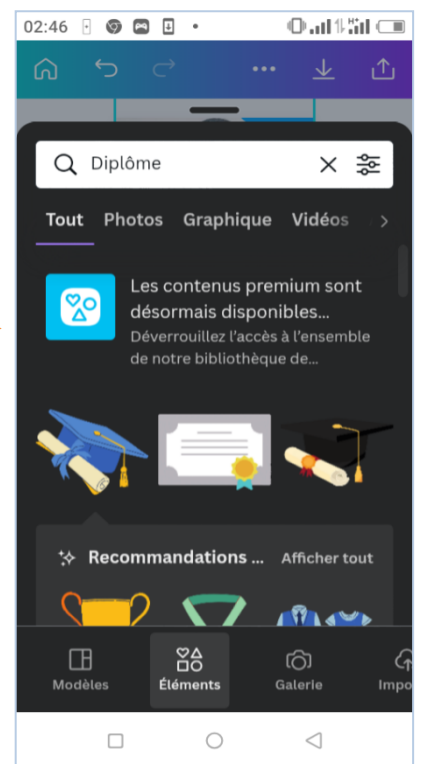 02:46
Diplôme
Tout Photos Graphique Vidéos
Les contenus premium sont
désormais disponibles...
Déverrouillez l'accès à l'ensemble
de notre bibliothèque de...
Recommandations ... Afficher tout
Modèles Éléments Galerie Impo